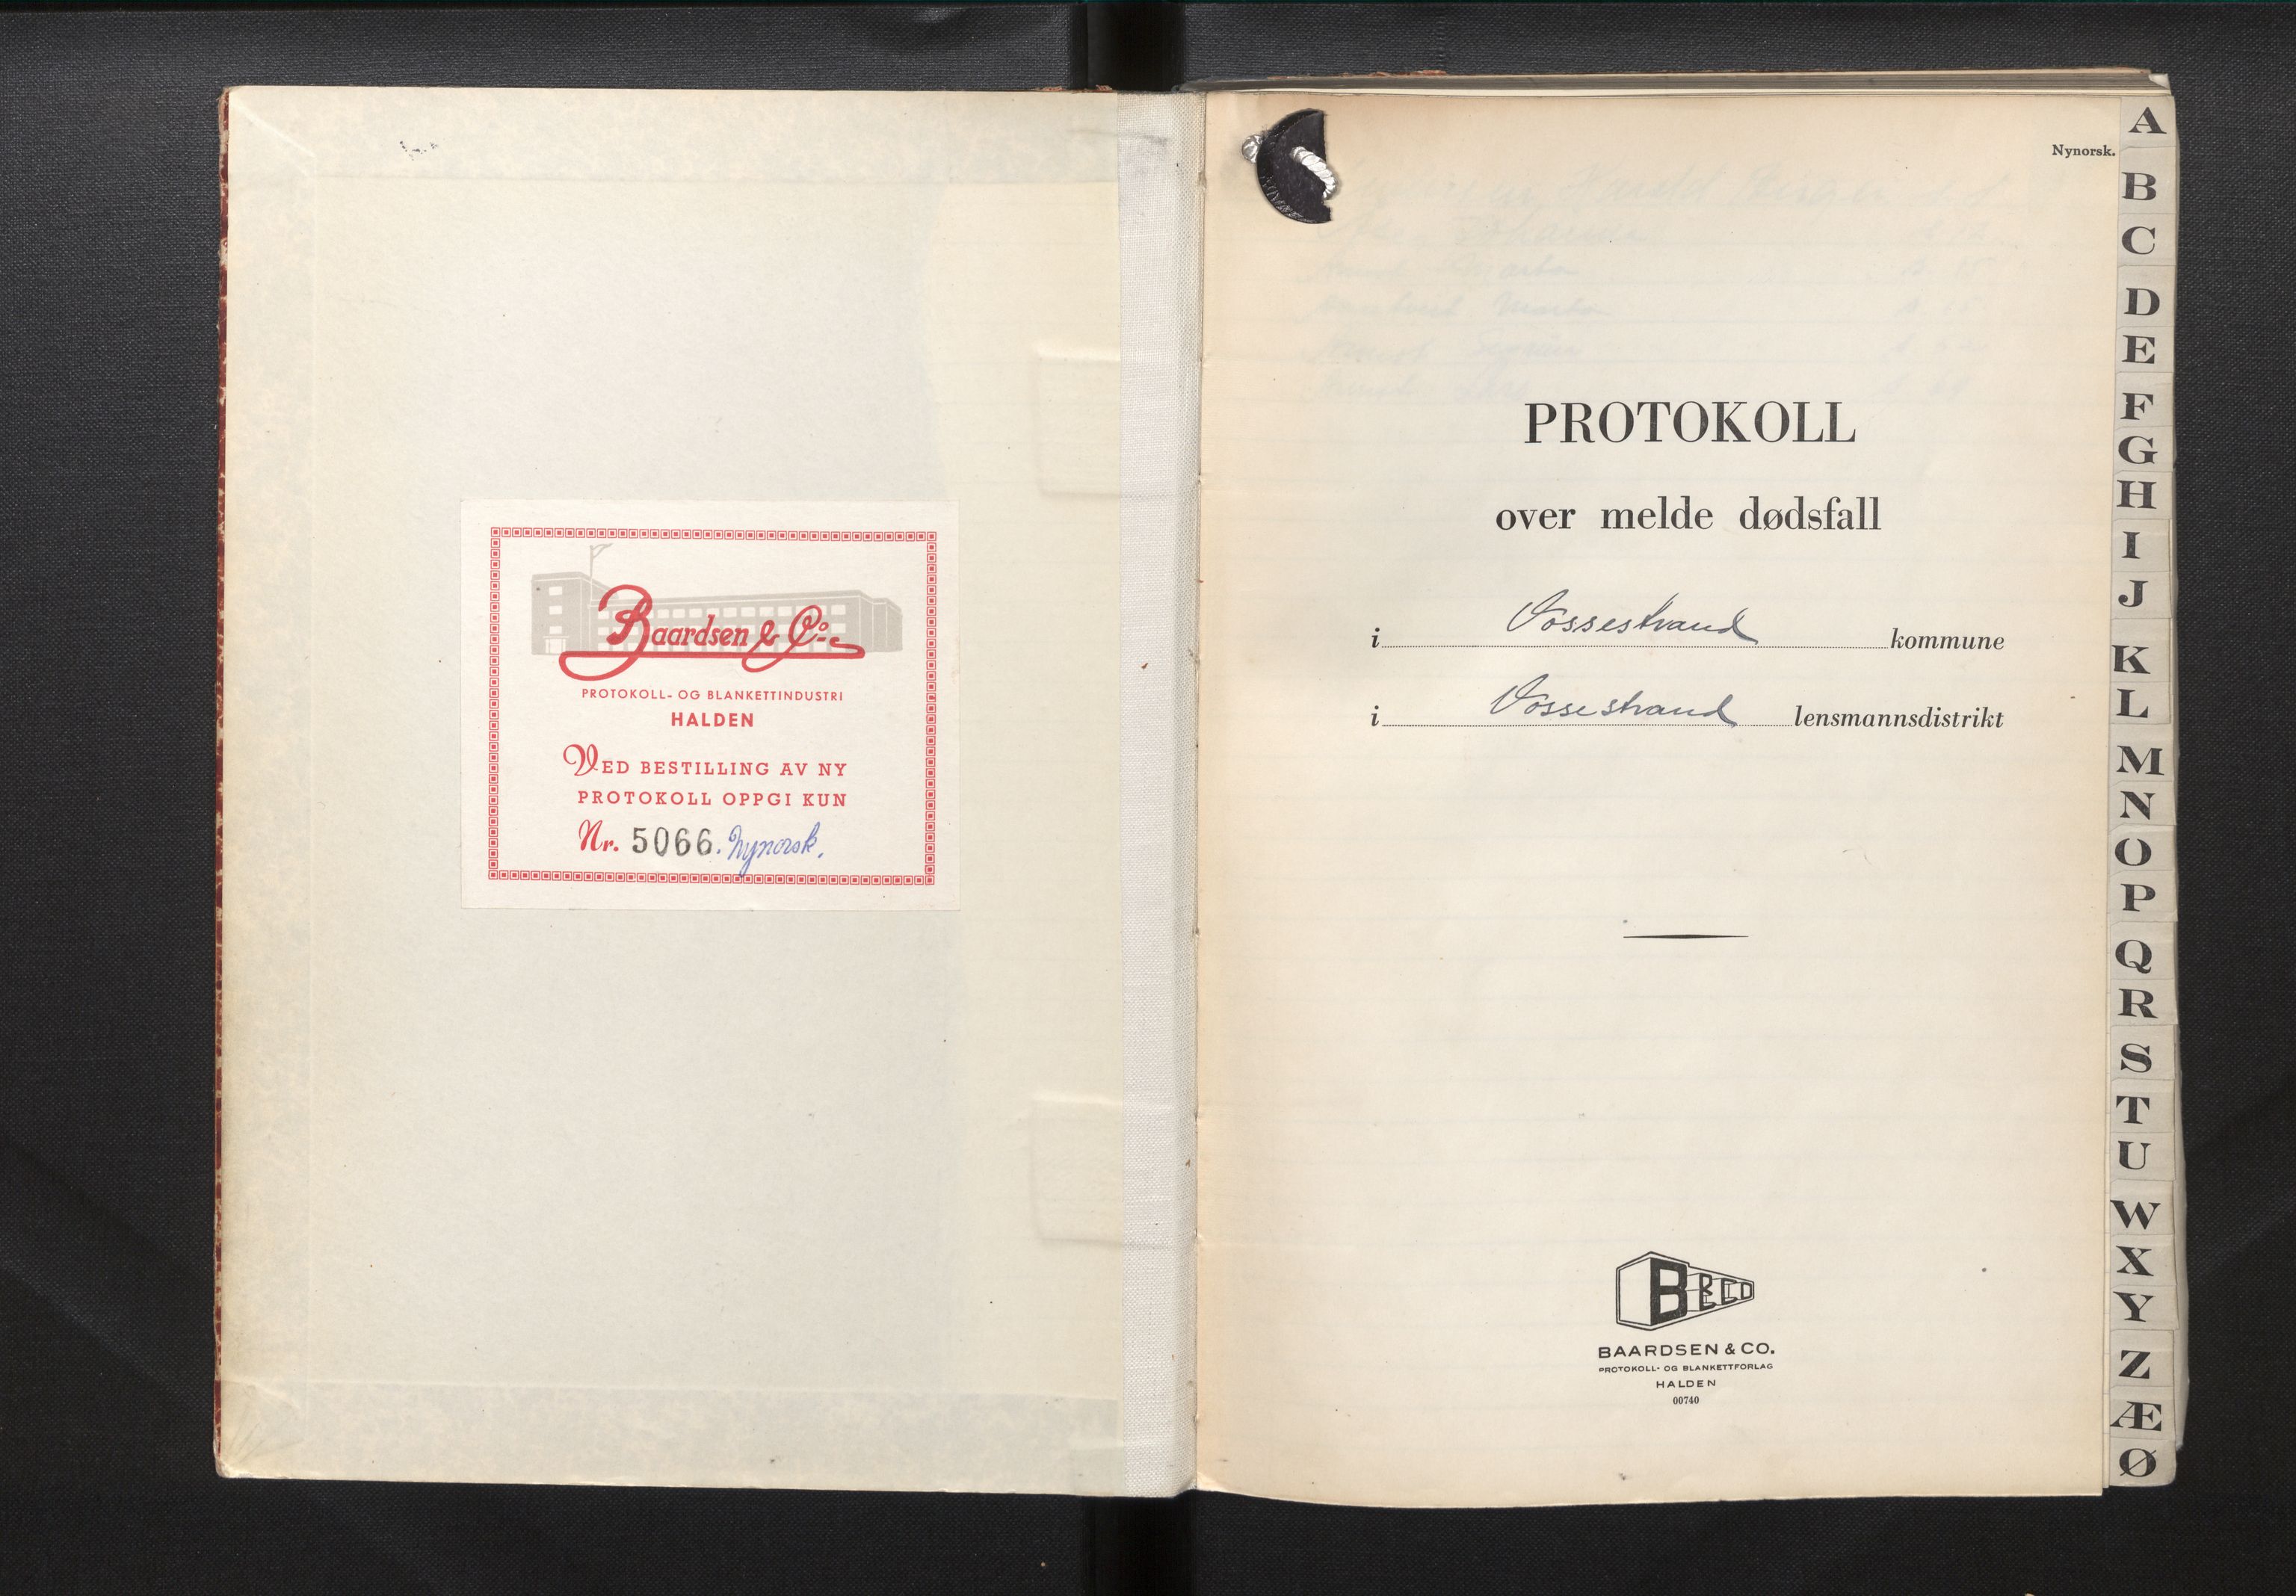 Baardsen & Co.
PROTOKOLL- OG BLANKETTINDUSTRI
HALDEN
VED BESTILLING AV NY
PROTOKOLL OPPGI KUN
Nr. 5066. Nynorsk.
Nynorsk.
PROTOKOLL
over melde dødsfall
i Vossestrand kommune
i Vossestrand lensmannsdistrikt
B B & CO
BAARDSEN & CO.
PROTOKOLL- OG BLANKETTFORLAG
HALDEN
00740
A
B
C
D
E
F
G
H
I
J
K
L
M
N
O
P
Q
R
S
T
U
W
X
Y
Z
Æ
Ø